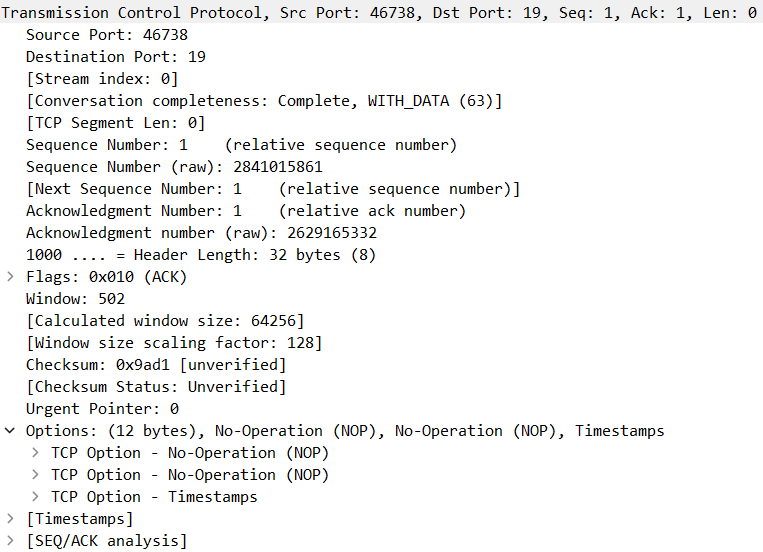 Transmission Control Protocol, Src Port: 46738, Dst Port: 19, Seq: 1, Ack: 1, Len: 0
Source Port: 46738
Destination Port: 19
[Stream index: 0]
[Conversation completeness: Complete, WITH_DATA (63)]
[TCP Segment Len: 0]
Sequence Number: 1    (relative sequence number)
Sequence Number (raw): 2841015861
[Next Sequence Number: 1    (relative sequence number)]
Acknowledgment Number: 1    (relative ack number)
Acknowledgment number (raw): 2629165332
1000 .... = Header Length: 32 bytes (8)
Flags: 0x010 (ACK)
Window: 502
[Calculated window size: 64256]
[Window size scaling factor: 128]
Checksum: 0x9ad1 [unverified]
[Checksum Status: Unverified]
Urgent Pointer: 0
Options: (12 bytes), No-Operation (NOP), No-Operation (NOP), Timestamps
TCP Option - No-Operation (NOP)
TCP Option - No-Operation (NOP)
TCP Option - Timestamps
[Timestamps]
[SEQ/ACK analysis]